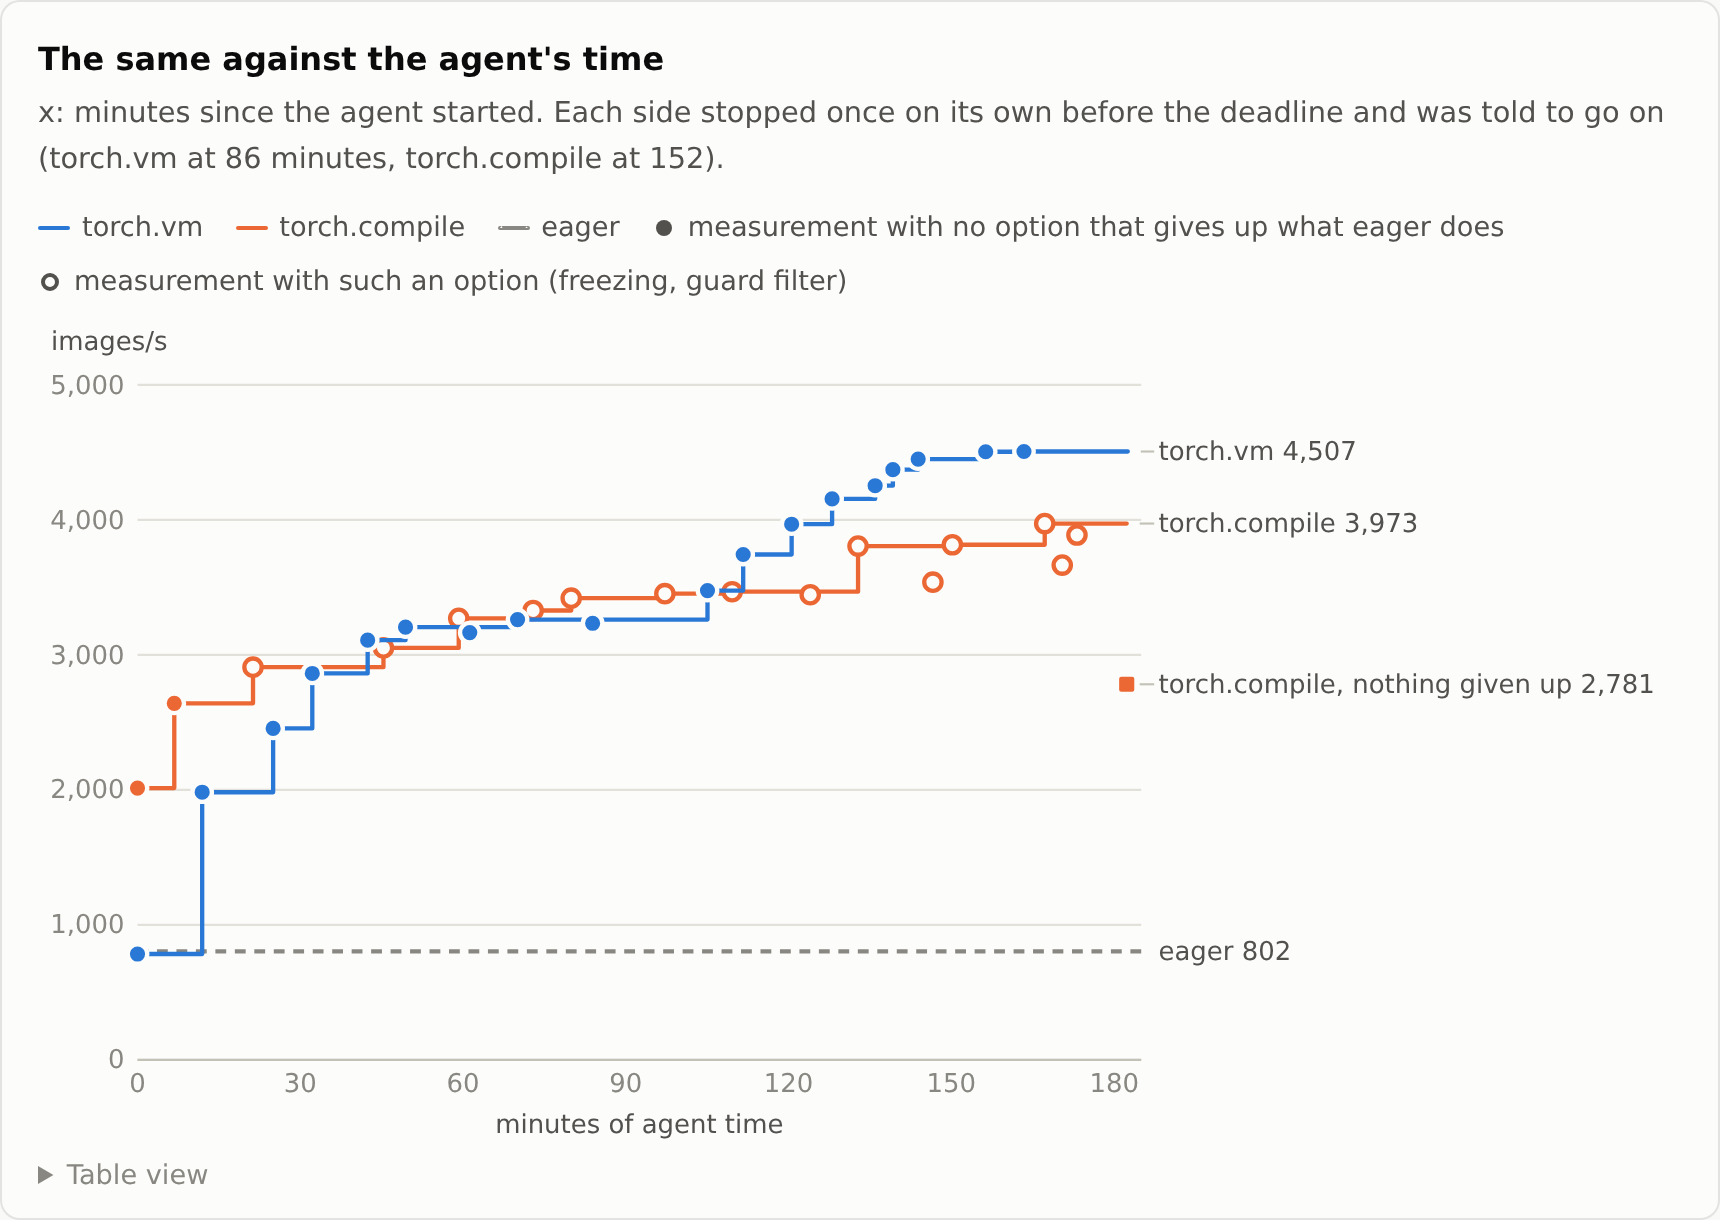 The same against the agent's time
x: minutes since the agent started. Each side stopped once on its own before the deadline and was told to go on
(torch.vm at 86 minutes, torch.compile at 152).
torch.vm torch.compile eager measurement with no option that gives up what eager does
measurement with such an option (freezing, guard filter)
images/s
5,000
torch.vm 4,507
4,000
torch.compile 3,973
3,000
torch.compile, nothing given up 2,781
2,000
1,000
eager 802
0
0 30 60 90 120 150 180
minutes of agent time
Table view